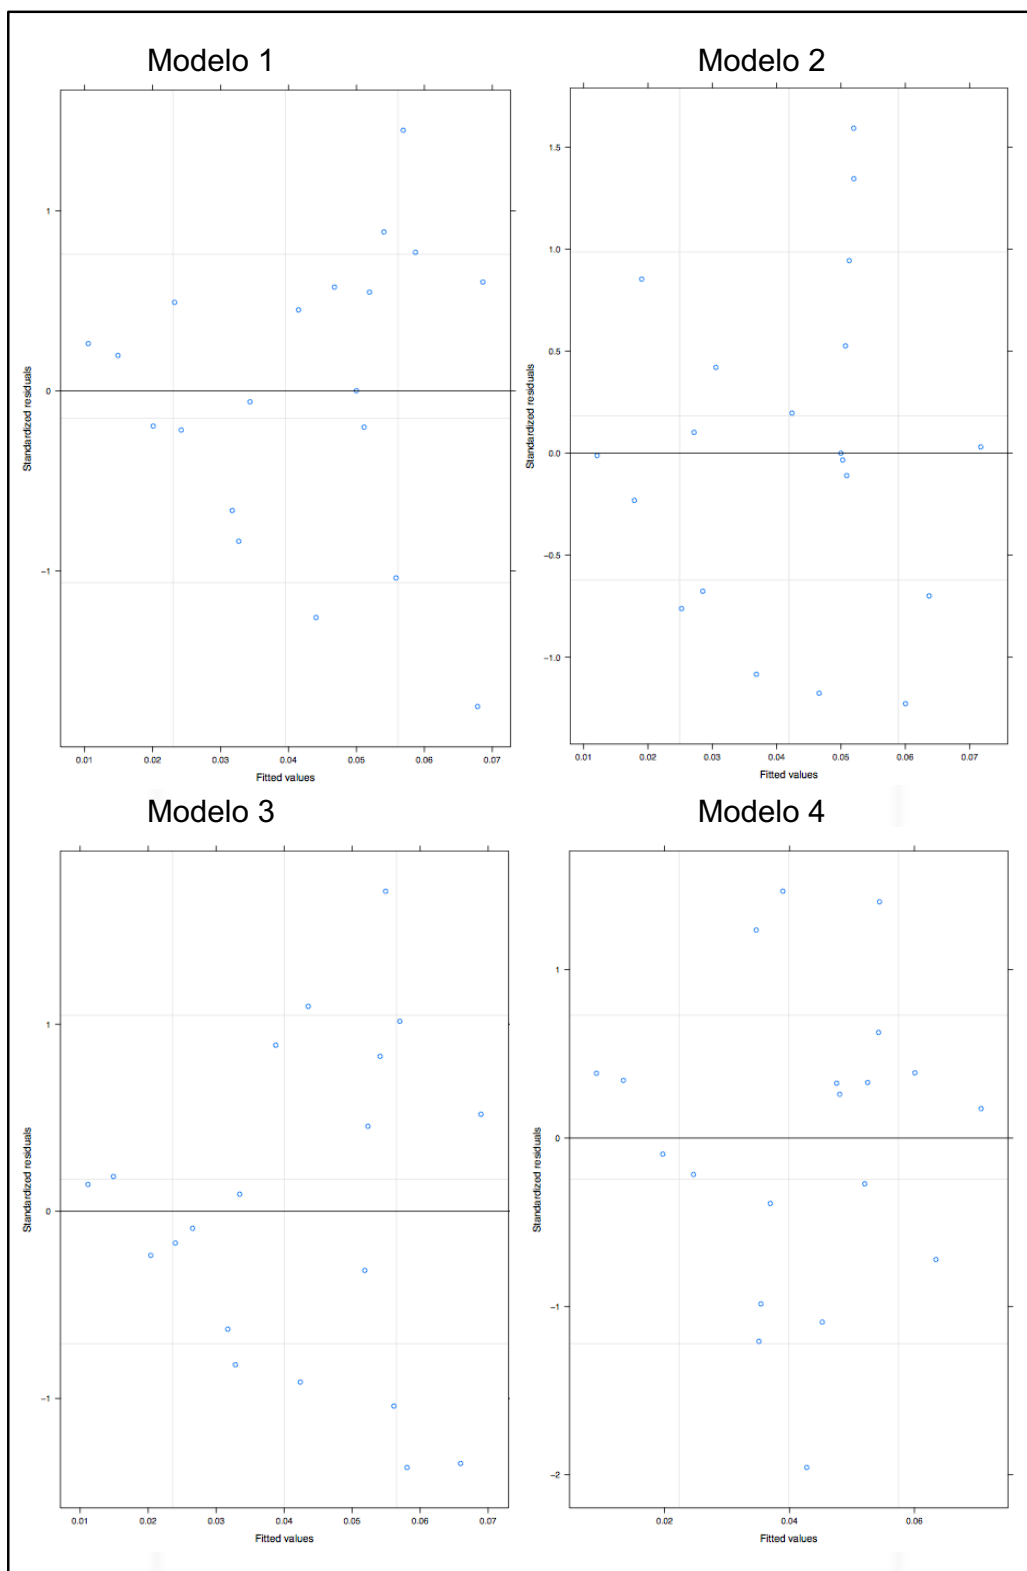 Modelo 1
Modelo 2
Standardized residuals
1
0
−1
0.01 0.02 0.03 0.04 0.05 0.06 0.07
Fitted values
Standardized residuals
1.5
1.0
0.5
0.0
−0.5
−1.0
0.01 0.02 0.03 0.04 0.05 0.06 0.07
Fitted values
Modelo 3
Modelo 4
Standardized residuals
1
0
−1
0.01 0.02 0.03 0.04 0.05 0.06 0.07
Fitted values
Standardized residuals
1
0
−1
−2
0.02 0.04 0.06
Fitted values